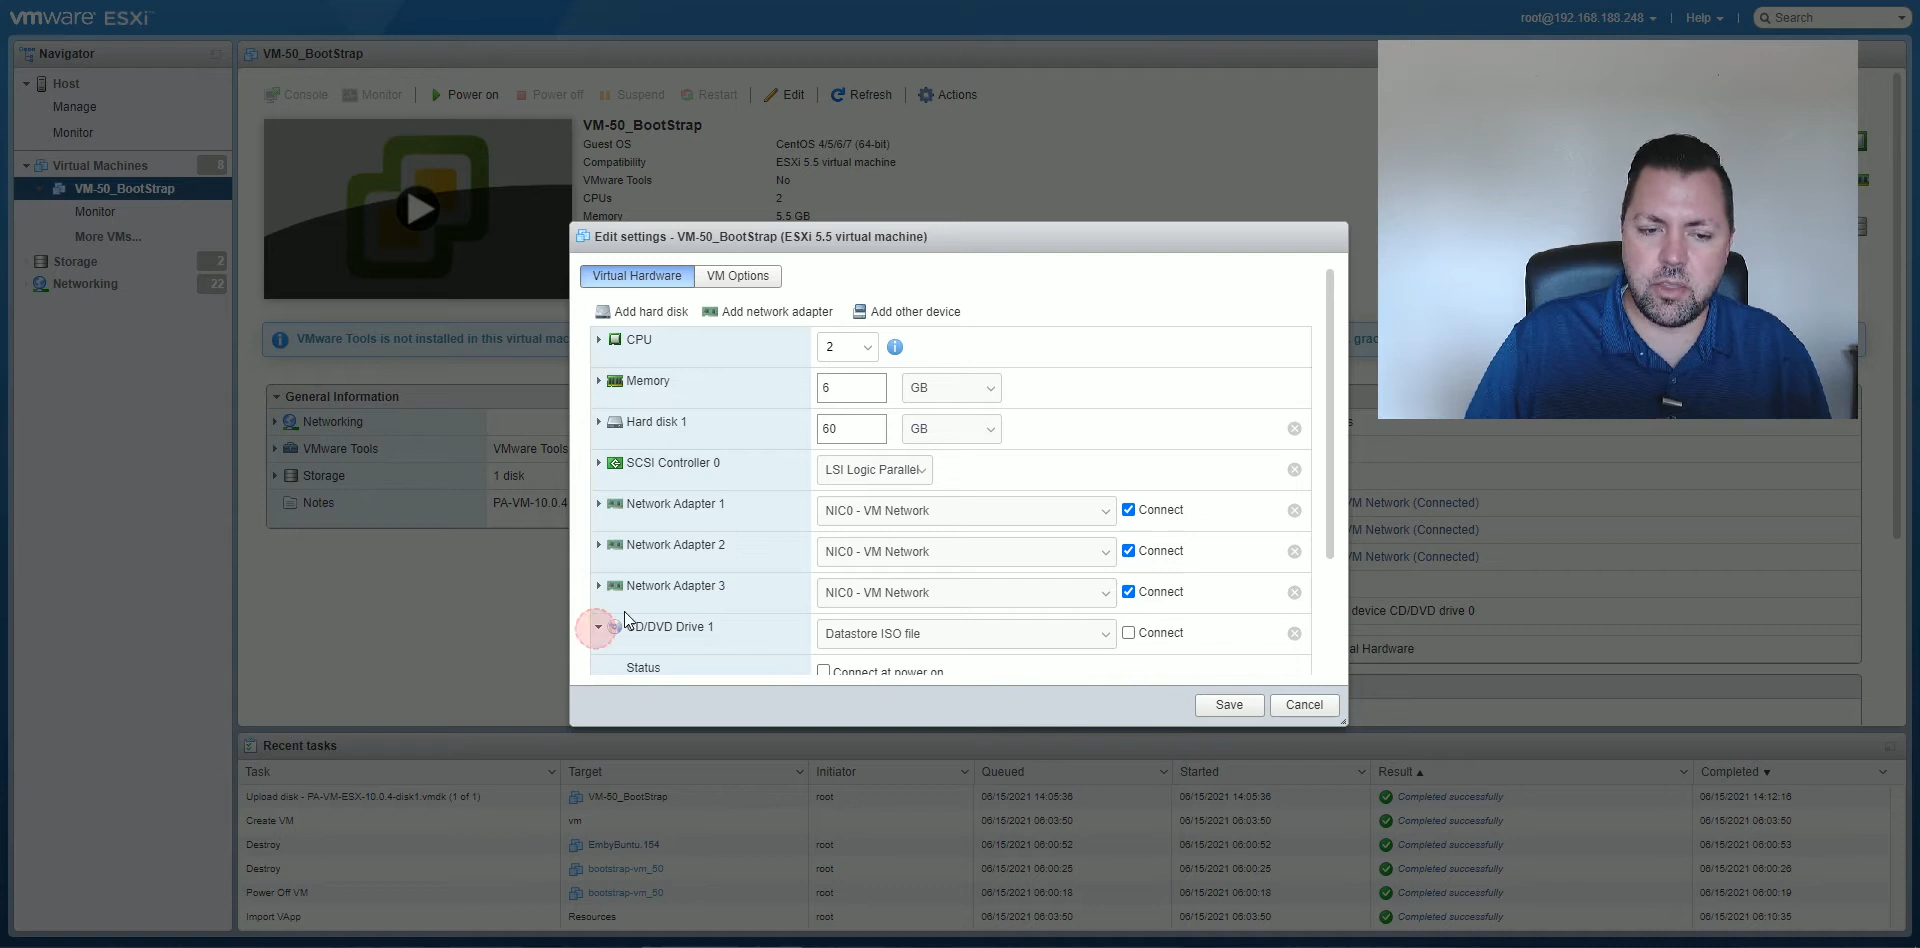 vmware ESXi
root@192.168.188.248 | Help | Search
Navigator
Host
Manage
Monitor
Virtual Machines 8
VM-50_BootStrap
Monitor
More VMs...
Storage 2
Networking 22
VM-50_BootStrap
Console Monitor | Power on Power off Suspend Restart | Edit | Refresh | Actions
VM-50_BootStrap
Guest OS CentOS 4/5/6/7 (64-bit)
Compatibility ESXi 5.5 virtual machine
VMware Tools No
CPUs 2
Memory 5.5 GB
VMware Tools is not installed in this virtual
General Information
Networking
VMware Tools VMware Tools
Storage 1 disk
Notes PA-VM-10.0.4
VM Network (Connected)
VM Network (Connected)
VM Network (Connected)
device CD/DVD drive 0
al Hardware
Edit settings - VM-50_BootStrap (ESXi 5.5 virtual machine)
Virtual Hardware VM Options
Add hard disk Add network adapter Add other device
CPU 2
Memory 6 GB
Hard disk 1 60 GB
SCSI Controller 0 LSI Logic Parallel
Network Adapter 1 NIC0 - VM Network Connect
Network Adapter 2 NIC0 - VM Network Connect
Network Adapter 3 NIC0 - VM Network Connect
CD/DVD Drive 1 Datastore ISO file Connect
Status Connect at power on
Save Cancel
Recent tasks
Task Target Initiator Queued Started Result Completed
Upload disk - PA-VM-ESX-10.0.4-disk1.vmdk (1 of 1) VM-50_BootStrap root 06/15/2021 14:05:36 06/15/2021 14:05:36 Completed successfully 06/15/2021 14:12:16
Create VM vm 06/15/2021 06:03:50 06/15/2021 06:03:50 Completed successfully 06/15/2021 06:03:50
Destroy EmbyBuntu.154 root 06/15/2021 06:00:52 06/15/2021 06:00:52 Completed successfully 06/15/2021 06:00:53
Destroy bootstrap-vm_50 root 06/15/2021 06:00:25 06/15/2021 06:00:25 Completed successfully 06/15/2021 06:00:26
Power Off VM bootstrap-vm_50 root 06/15/2021 06:00:18 06/15/2021 06:00:18 Completed successfully 06/15/2021 06:00:19
Import VApp Resources root 06/15/2021 06:03:50 06/15/2021 06:03:50 Completed successfully 06/15/2021 06:10:35